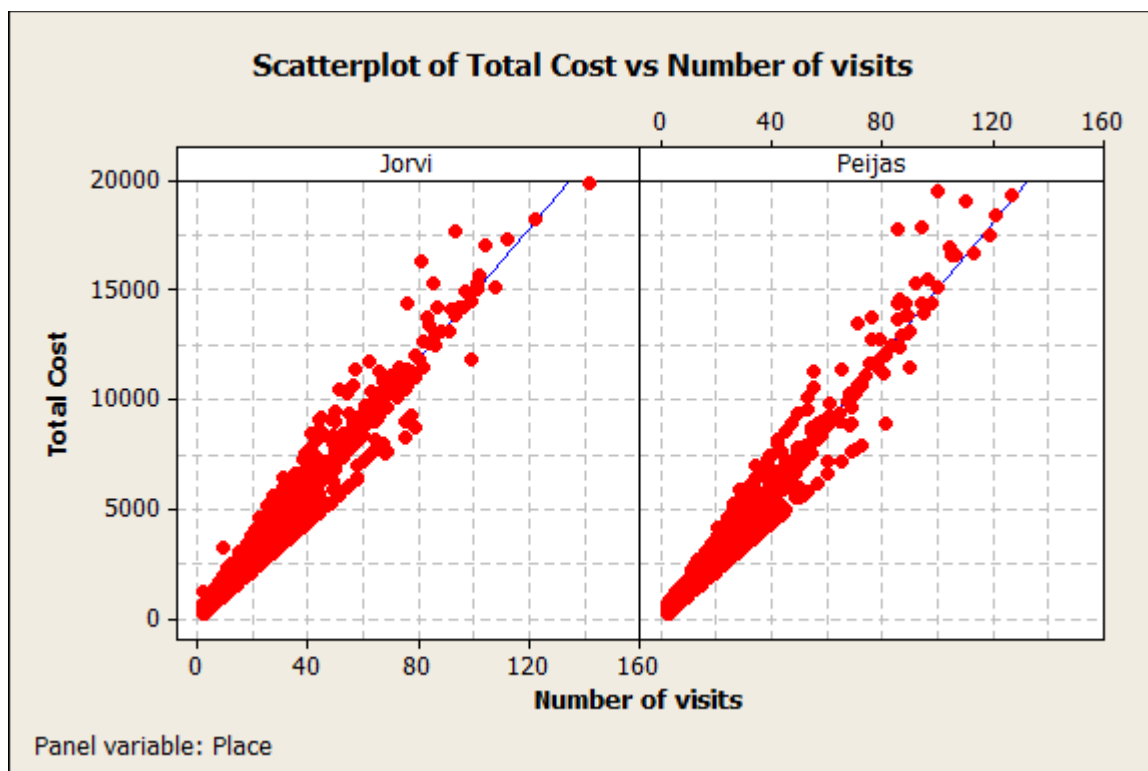 Scatterplot of Total Cost vs Number of visits
0 40 80 120 160
Jorvi Peijas
20000
15000
10000
5000
0
Total Cost
0 40 80 120 160
Number of visits
Panel variable: Place